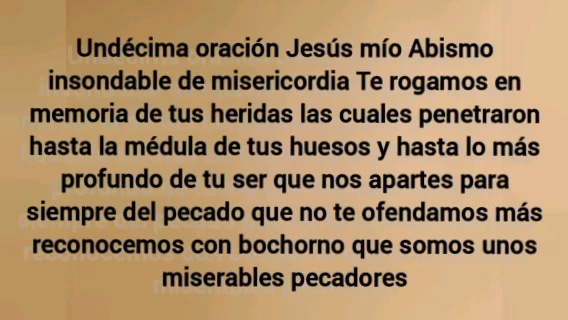 Undécima oración Jesús mío Abismo
insondable de misericordia Te rogamos en
memoria de tus heridas las cuales penetraron
hasta la médula de tus huesos y hasta lo más
profundo de tu ser que nos apartes para
siempre del pecado que no te ofendamos más
reconocemos con bochorno que somos unos
miserables pecadores